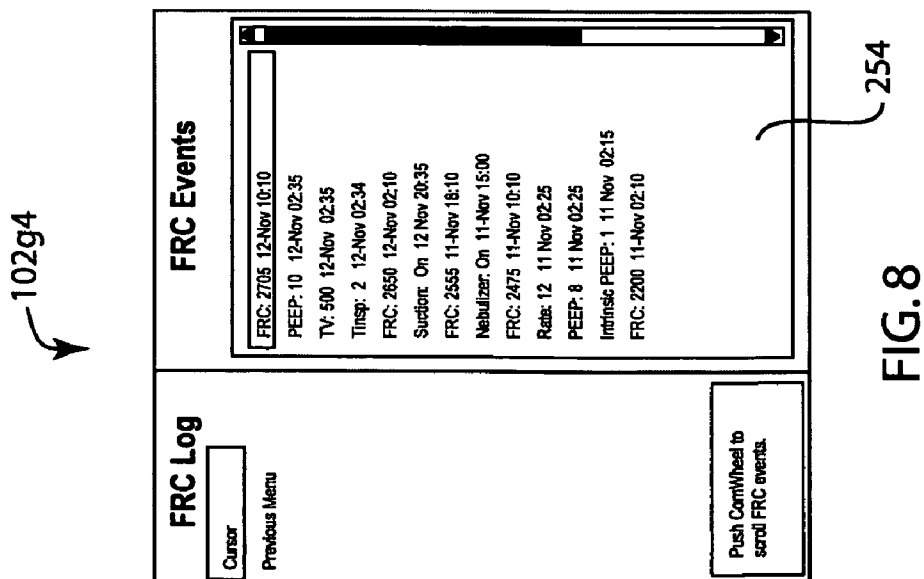 102g4
FRC Log
Cursor
Previous Menu
Push ComWheel to
scroll FRC events.
FRC Events
FRC: 2705 12-Nov 10:10
PEEP: 10 12-Nov 02:35
TV: 500 12-Nov 02:35
Tinsp: 2 12-Nov 02:34
FRC: 2650 12-Nov 02:10
Suction: On 12 Nov 20:35
FRC: 2555 11-Nov 18:10
Nebulizer: On 11-Nov 15:00
FRC: 2475 11-Nov 10:10
Rate: 12 11 Nov 02:25
PEEP: 8 11 Nov 02:25
Intrinsic PEEP: 1 11 Nov 02:15
FRC: 2200 11-Nov 02:10
254
FIG. 8